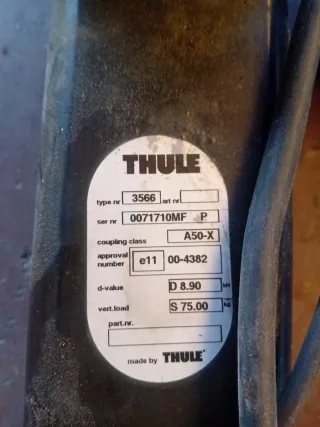 THULE
type nr 3566 art nr
ser nr 0071710MF P
coupling class A50-X
approval number e11 00-4382
d-value D 8.90 kN
vert.load S 75.00 kg
part.nr.
made by THULE